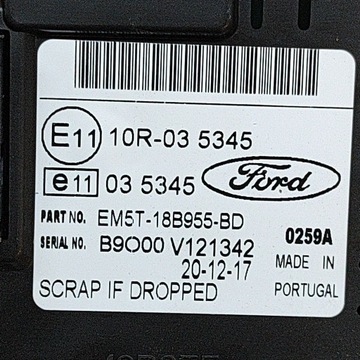 E11 10R-03 5345
e11 03 5345 Ford
PART NO. EM5T-18B955-BD
SERIAL NO. B9O00 V121342 0259A
20-12-17 MADE IN
SCRAP IF DROPPED PORTUGAL